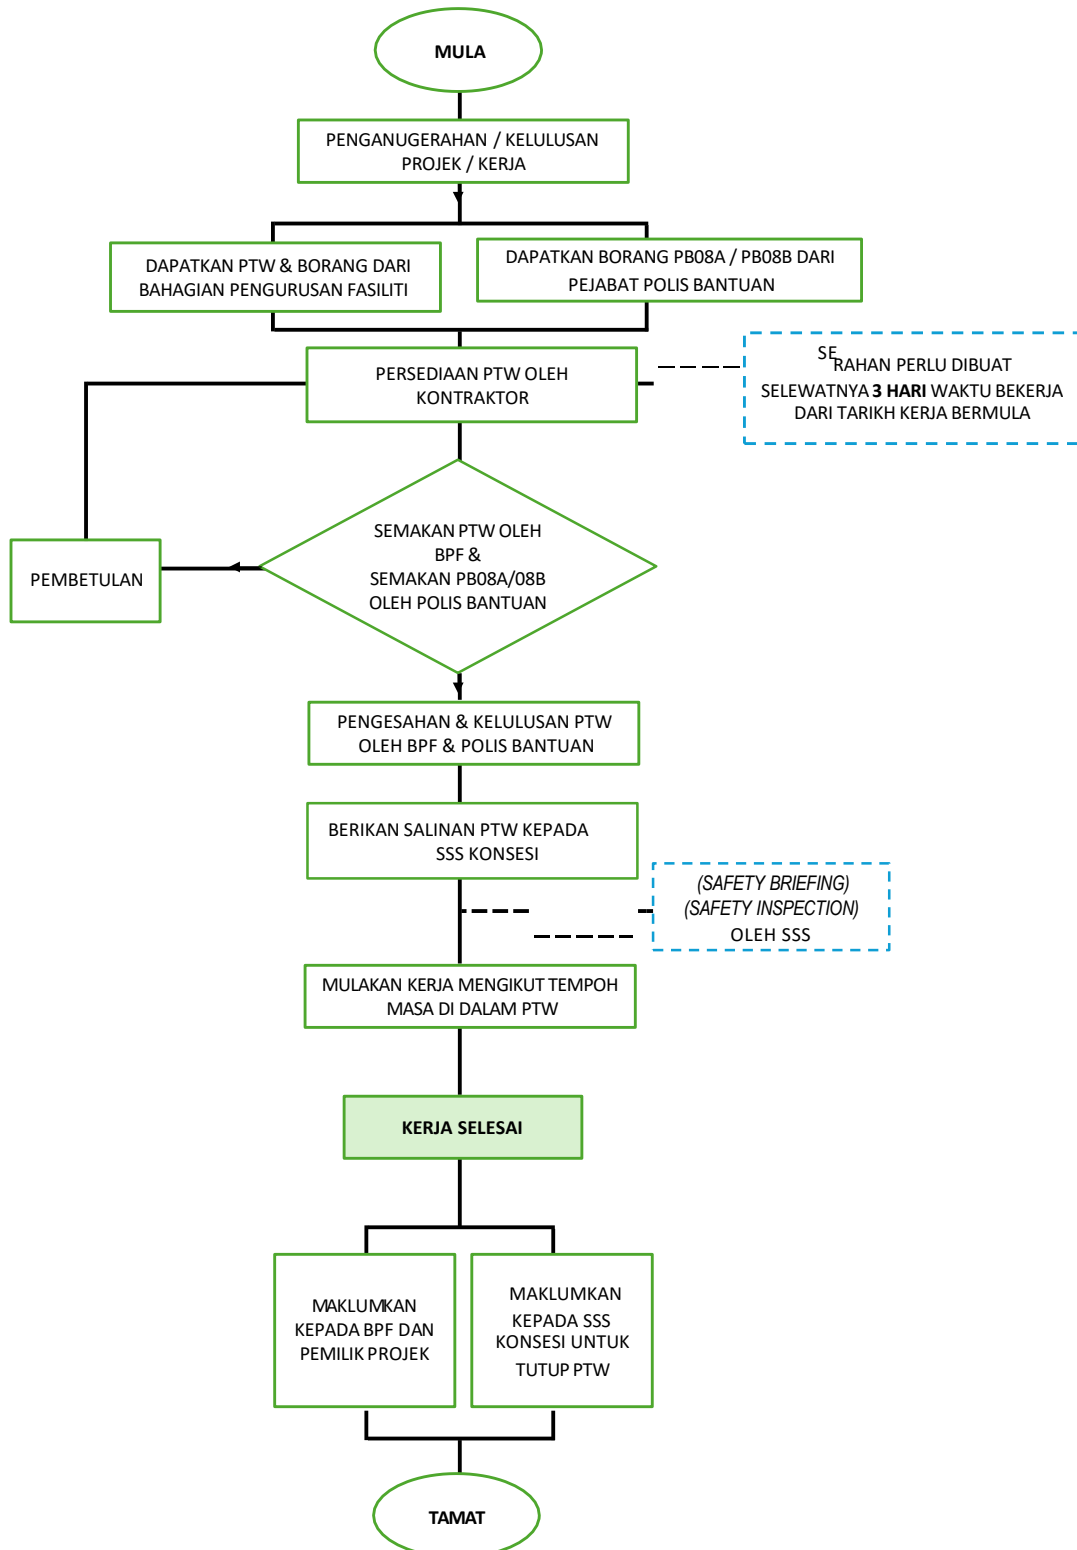 MULA
PENGANUGERAHAN / KELULUSAN
PROJEK / KERJA
DAPATKAN PTW & BORANG DARI
BAHAGIAN PENGURUSAN FASILITI
DAPATKAN BORANG PB08A / PB08B DARI
PEJABAT POLIS BANTUAN
PERSEDIAAN PTW OLEH
KONTRAKTOR
SERAHAN PERLU DIBUAT
SELEWATNYA 3 HARI WAKTU BEKERJA
DARI TARIKH KERJA BERMULA
SEMAKAN PTW OLEH
BPF &
SEMAKAN PB08A/08B
OLEH POLIS BANTUAN
PEMBETULAN
PENGESAHAN & KELULUSAN PTW
OLEH BPF & POLIS BANTUAN
BERIKAN SALINAN PTW KEPADA
SSS KONSESI
(SAFETY BRIEFING)
(SAFETY INSPECTION)
OLEH SSS
MULAKAN KERJA MENGIKUT TEMPOH
MASA DI DALAM PTW
KERJA SELESAI
MAKLUMKAN
KEPADA BPF DAN
PEMILIK PROJEK
MAKLUMKAN
KEPADA SSS
KONSESI UNTUK
TUTUP PTW
TAMAT